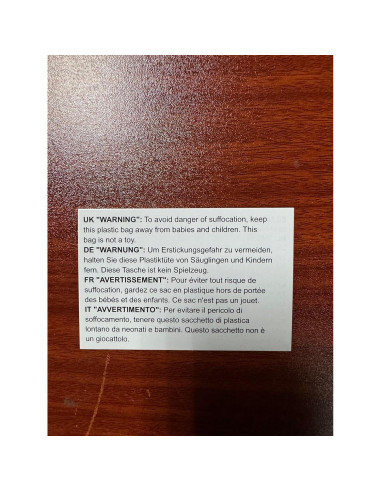 UK "WARNING": To avoid danger of suffocation, keep
this plastic bag away from babies and children. This
bag is not a toy.
DE "WARNUNG": Um Erstickungsgefahr zu vermeiden,
halten Sie diese Plastiktüte von Säuglingen und Kindern
fern. Diese Tasche ist kein Spielzeug.
FR "AVERTISSEMENT": Pour éviter tout risque de
suffocation, gardez ce sac en plastique hors de portée
des bébés et des enfants. Ce sac n'est pas un jouet.
IT "AVVERTIMENTO": Per evitare il pericolo di
soffocamento, tenere questo sacchetto di plastica
lontano da neonati e bambini. Questo sacchetto non è
un giocattolo.